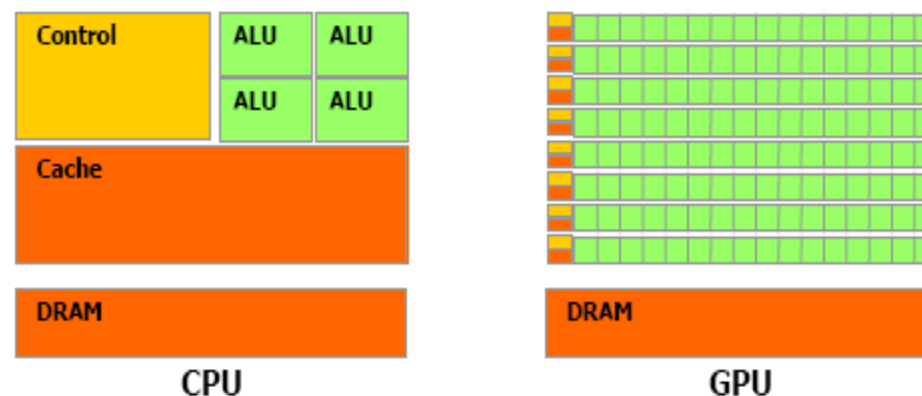 Control
ALU ALU
ALU ALU
Cache
DRAM
CPU
DRAM
GPU